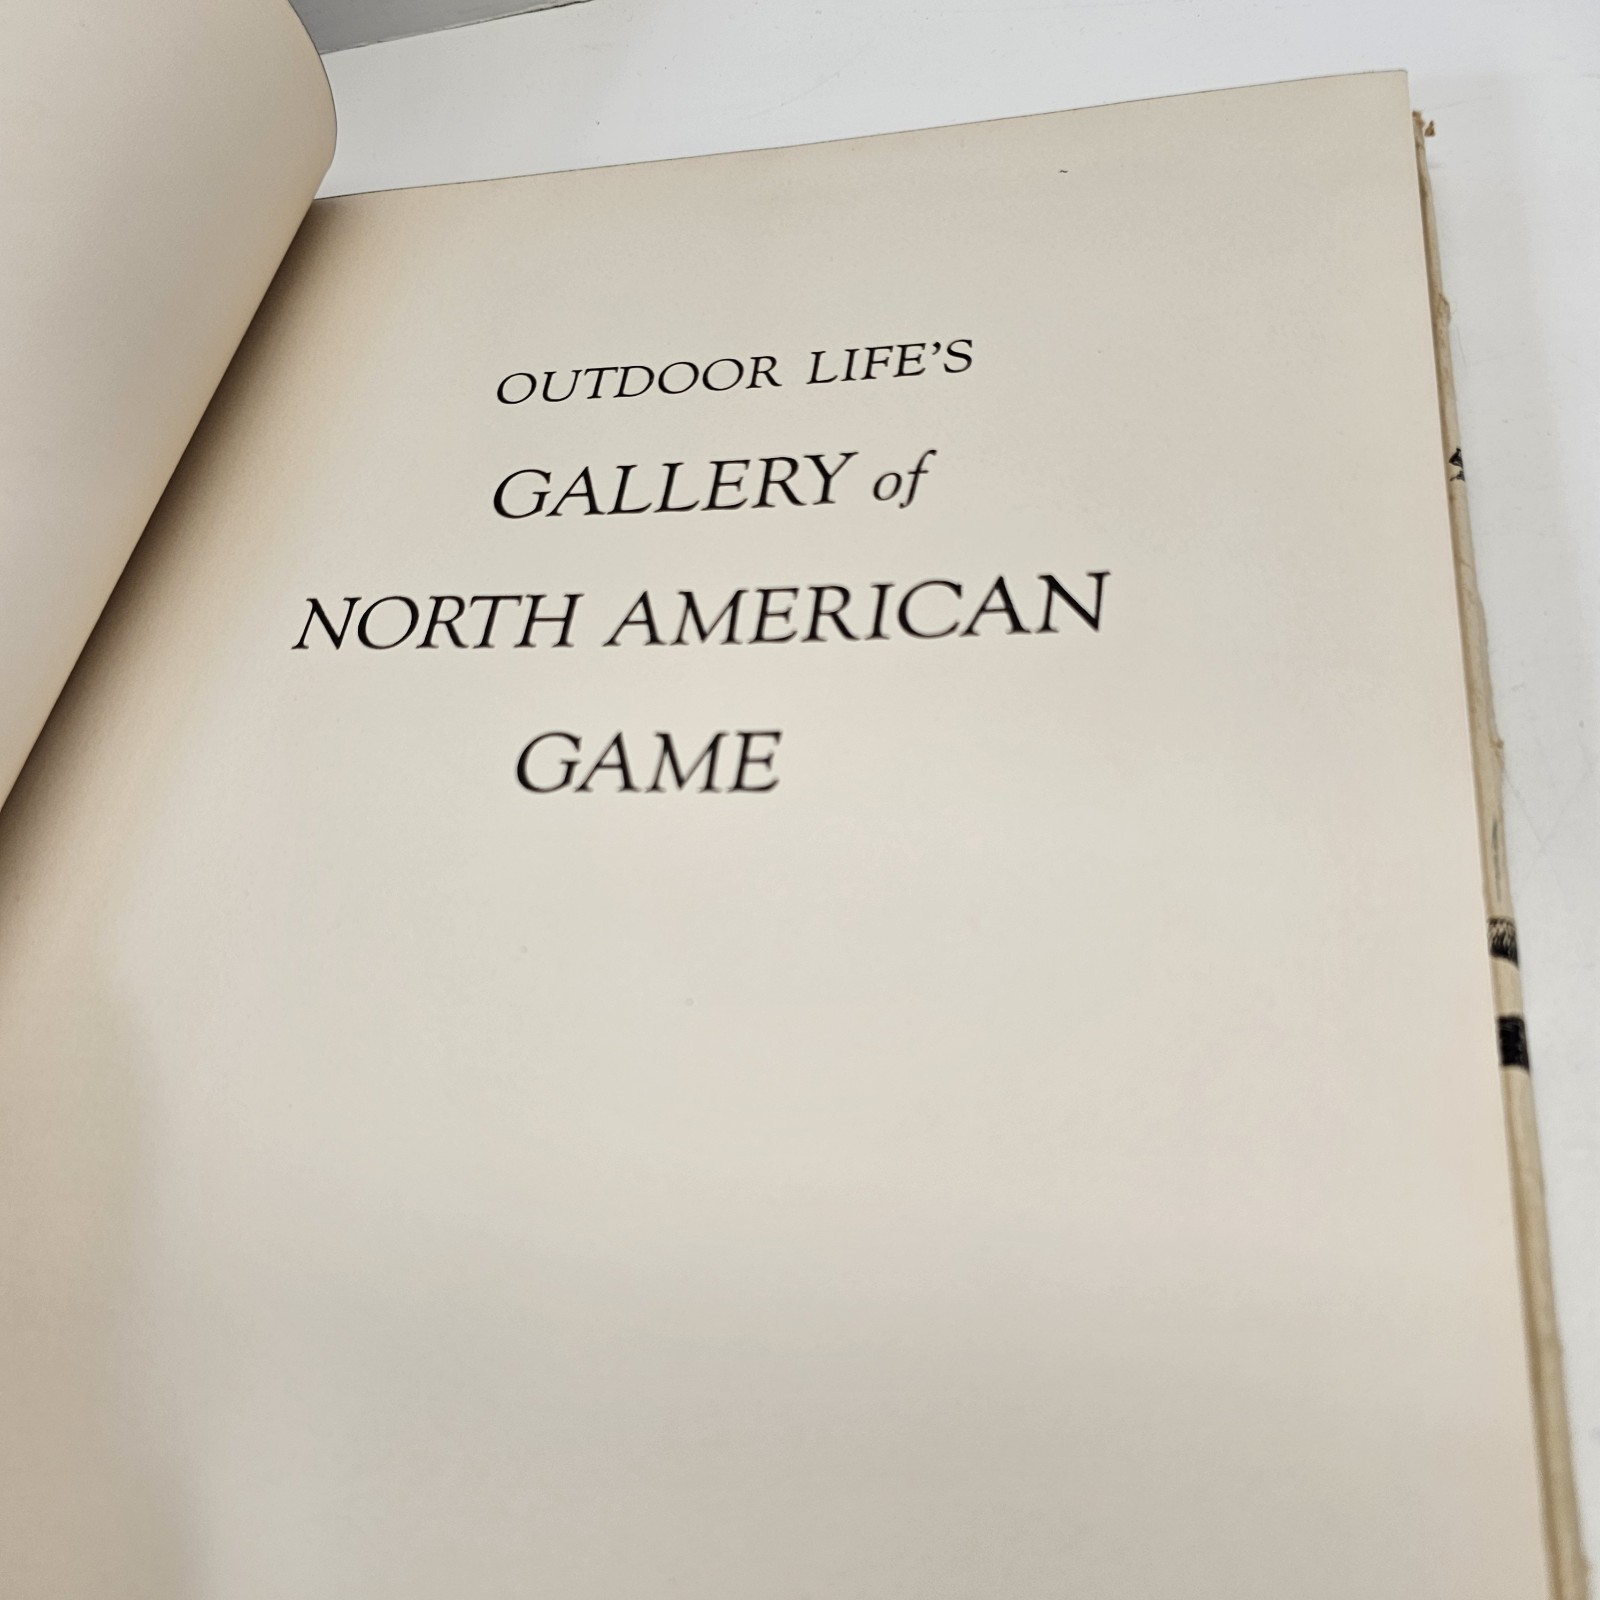 OUTDOOR LIFE’S
GALLERY of
NORTH AMERICAN
GAME